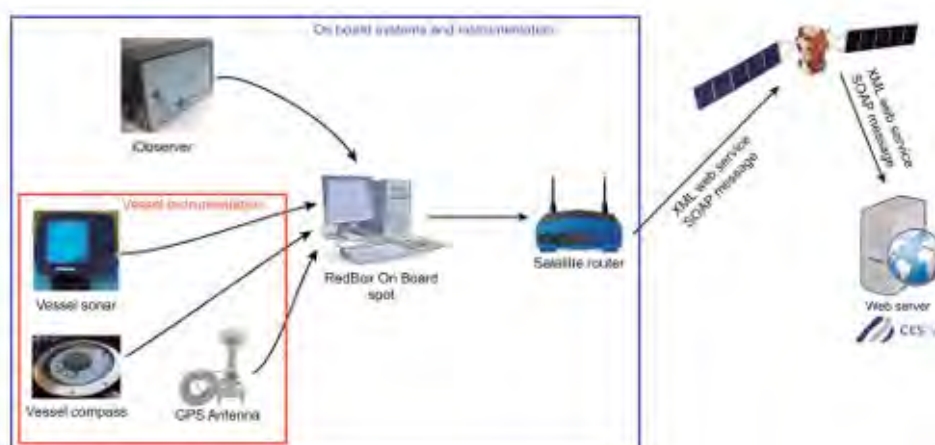 On board systems and instrumentation
iObserver
Vessel instrumentation
Vessel sonar
Vessel compass
GPS Antenna
RedBox On Board
spot
Satellite router
XML web service
SOAP message
XML web service
SOAP message
Web server